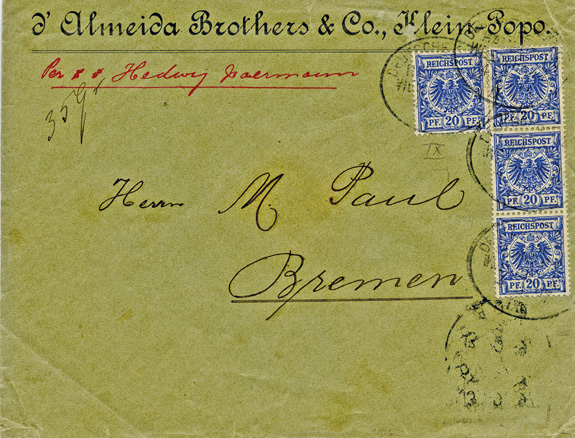 d' Almeida Brothers & Co., Klein-Popo.
Per s s Hedwig Woermann
REICHSPOST
PF. 20 PF.
REICHSPOST
PF. 20 PF.
REICHSPOST
PF. 20 PF.
REICHSPOST
PF. 20 PF.
IX
Herrn M. Paul
Bremen